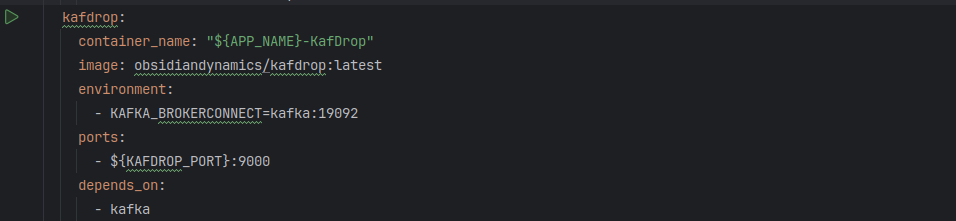 kafdrop:
container_name: "${APP_NAME}-KafDrop"
image: obsidiandynamics/kafdrop:latest
environment:
- KAFKA_BROKERCONNECT=kafka:19092
ports:
- ${KAFDROP_PORT}:9000
depends_on:
- kafka